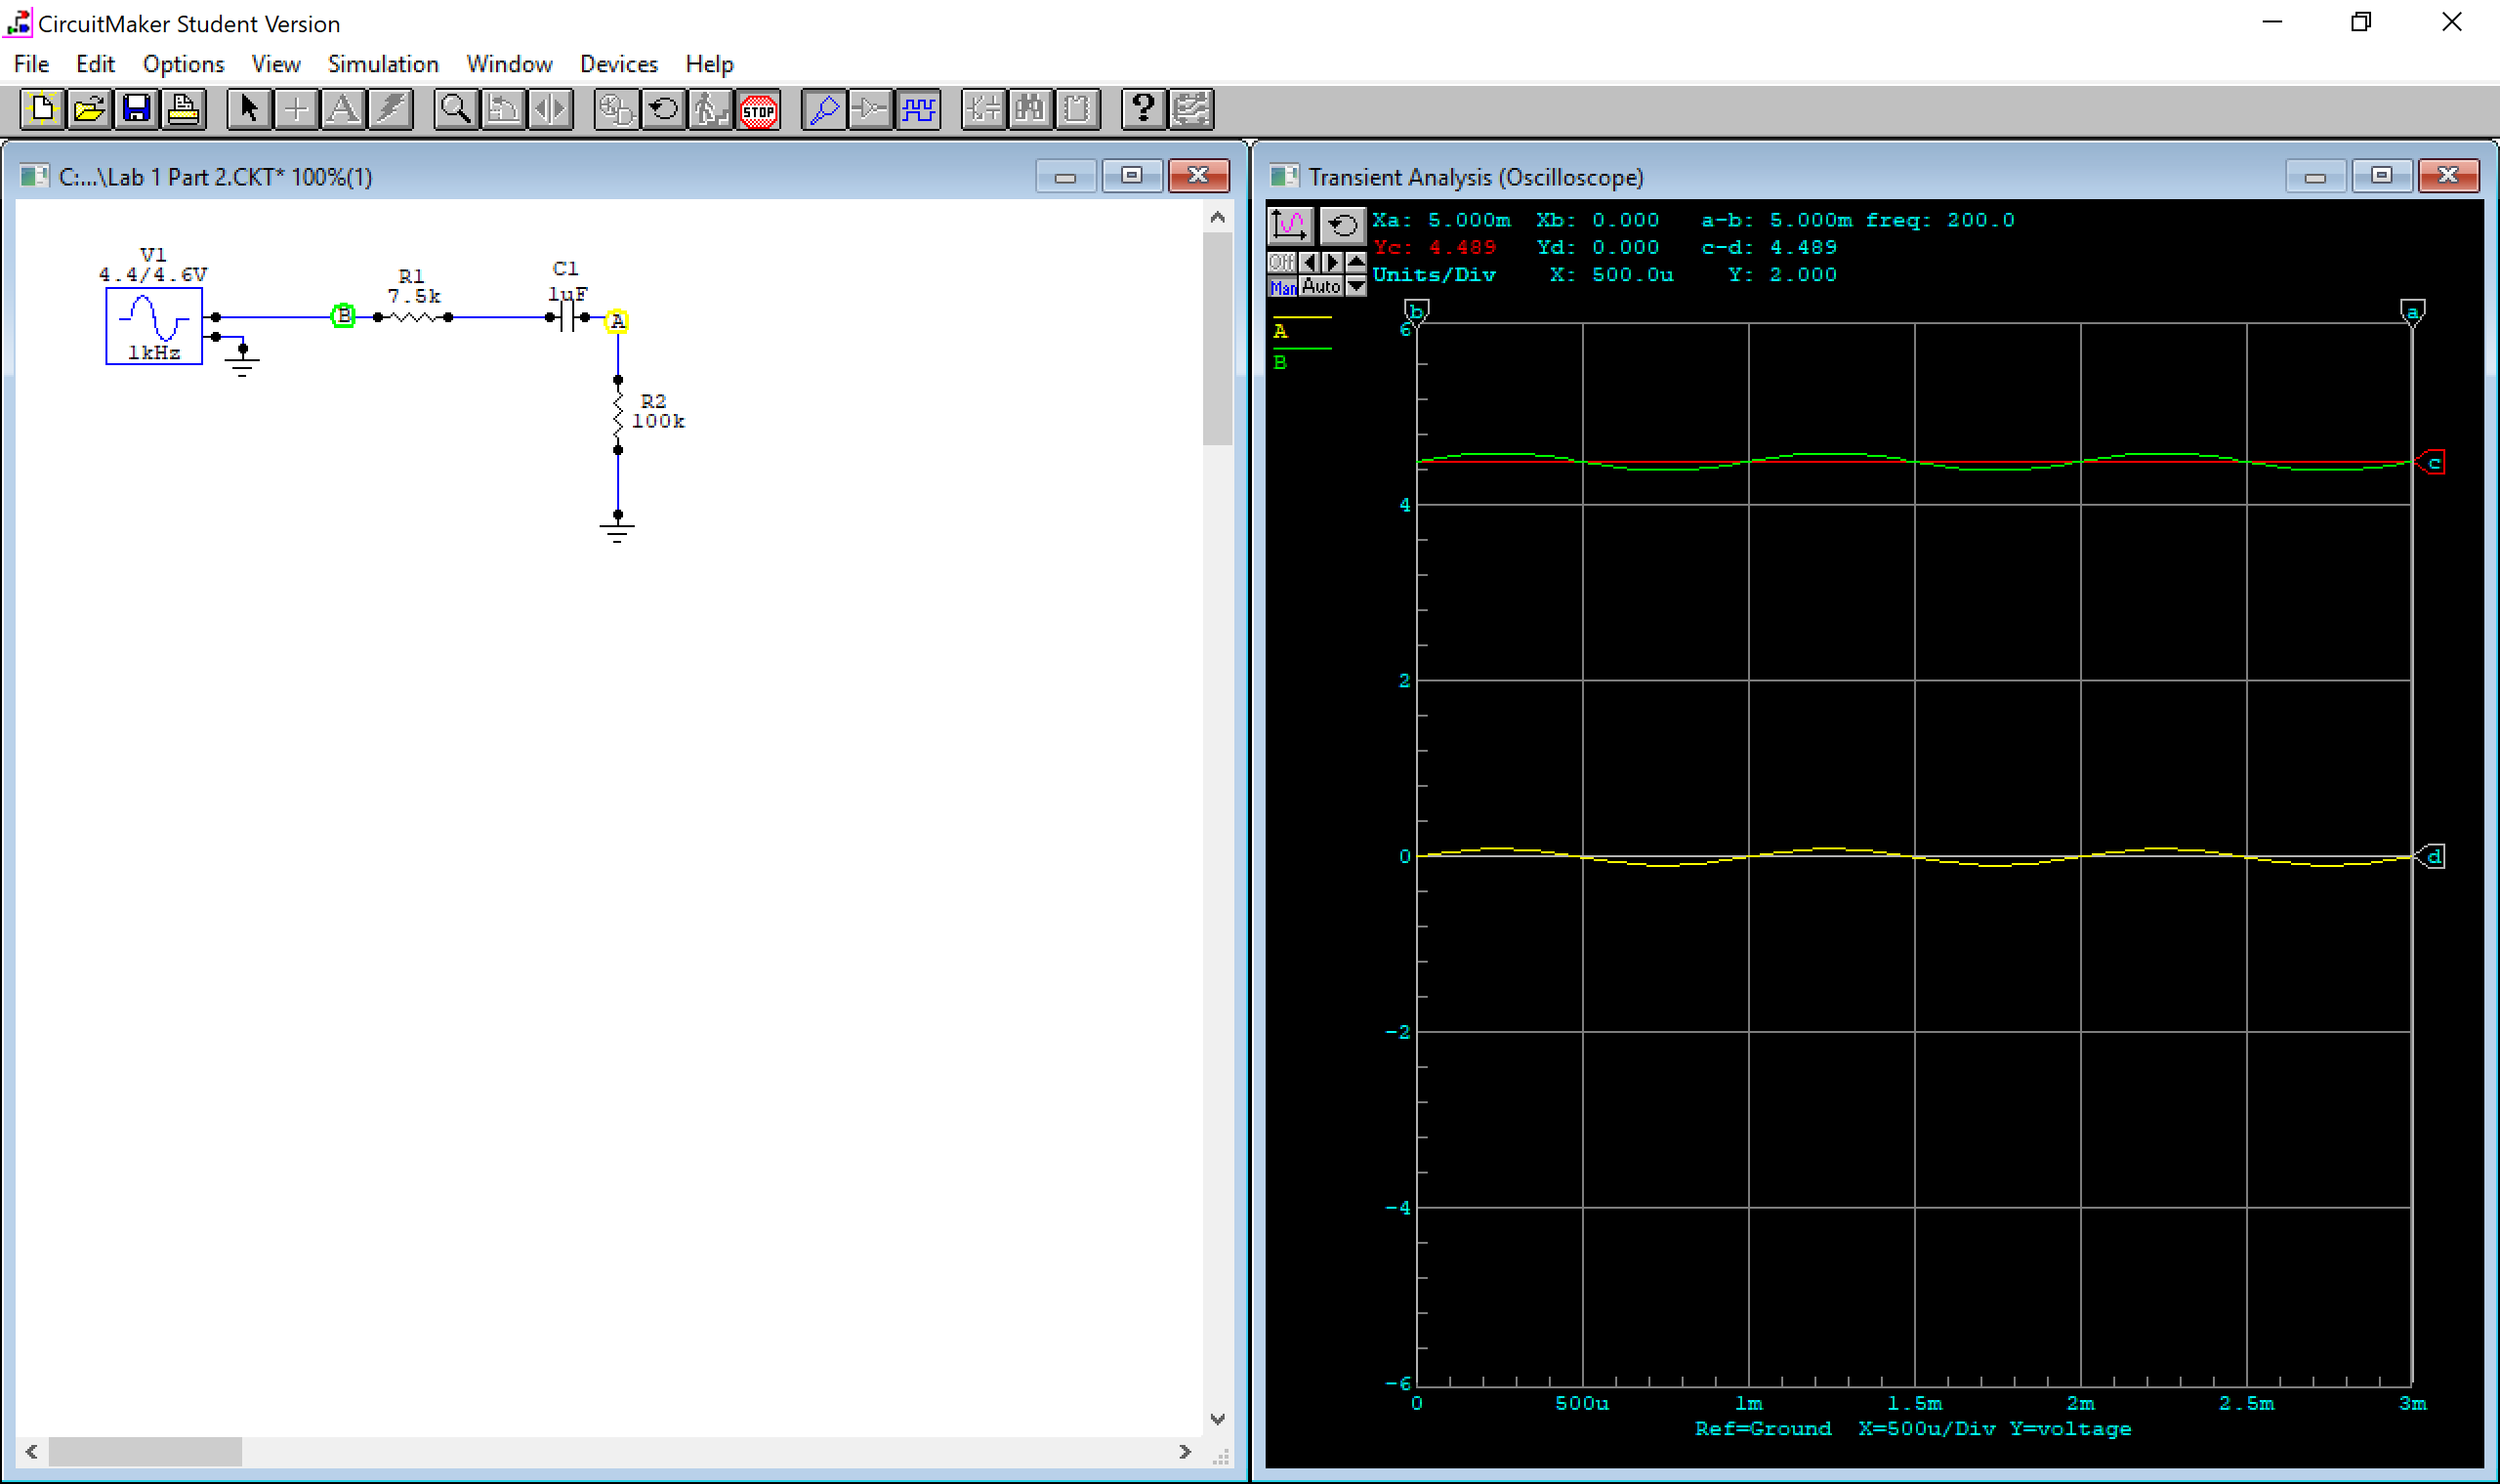 CircuitMaker Student Version
File Edit Options View Simulation Window Devices Help
A STOP ?
C:...\Lab 1 Part 2.CKT* 100%(1)
V1
4.4/4.6V
1kHz
B
R1
7.5k
C1
1uF
A
R2
100k
Transient Analysis (Oscilloscope)
Xa: 5.000m Xb: 0.000 a-b: 5.000m freq: 200.0
Yc: 4.489 Yd: 0.000 c-d: 4.489
Off
Units/Div X: 500.0u Y: 2.000
Man Auto
b a
A
B
6
c
4
2
0 d
-2
-4
-6
0 500u 1m 1.5m 2m 2.5m 3m
Ref=Ground X=500u/Div Y=voltage